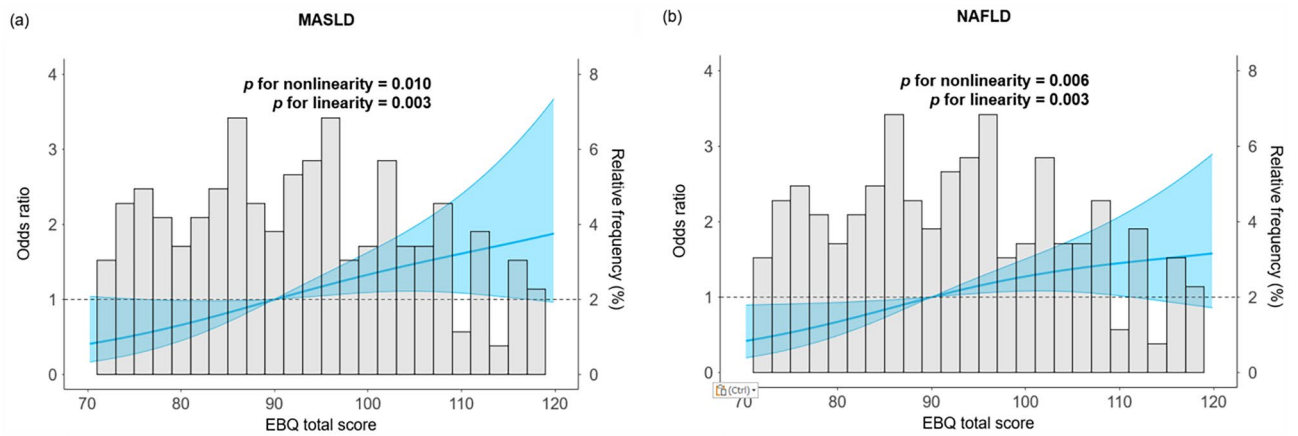 (a)
MASLD
p for nonlinearity = 0.010
p for linearity = 0.003
Odds ratio
4
3
2
1
0
Relative frequency (%)
8
6
4
2
0
70 80 90 100 110 120
EBQ total score
(b)
NAFLD
p for nonlinearity = 0.006
p for linearity = 0.003
Odds ratio
4
3
2
1
0
Relative frequency (%)
8
6
4
2
0
(Ctrl)
70 80 90 100 110 120
EBQ total score